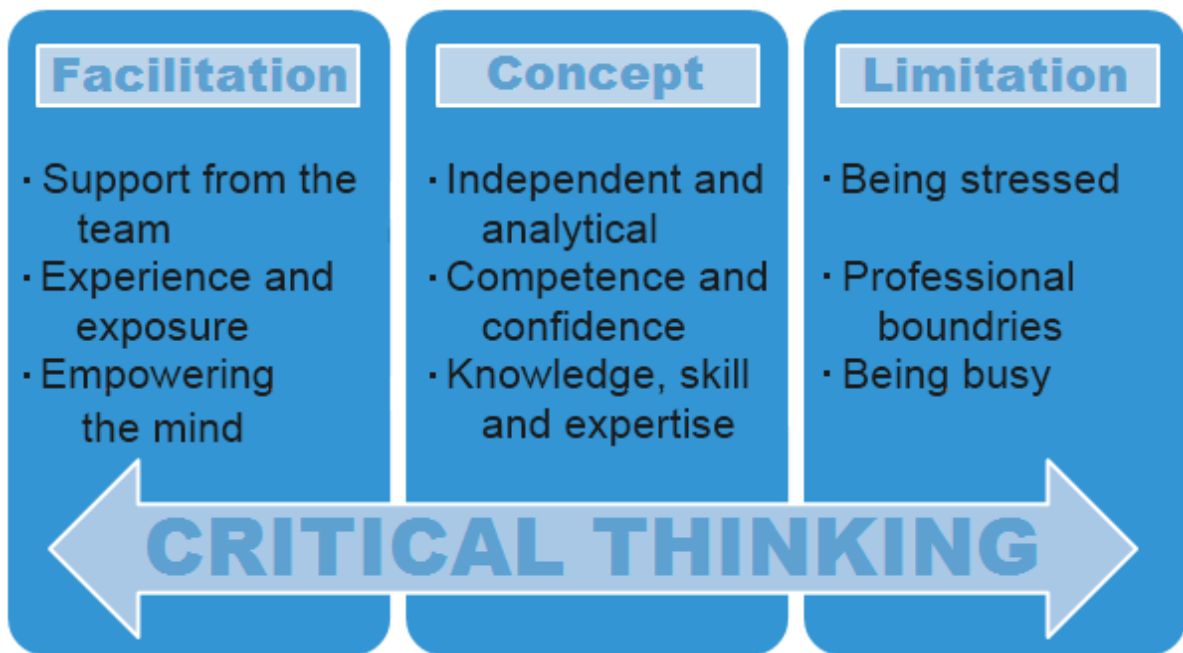 Facilitation
· Support from the
team
· Experience and
exposure
· Empowering
the mind
Concept
· Independent and
analytical
· Competence and
confidence
· Knowledge, skill
and expertise
Limitation
· Being stressed
· Professional
boundries
· Being busy
CRITICAL THINKING